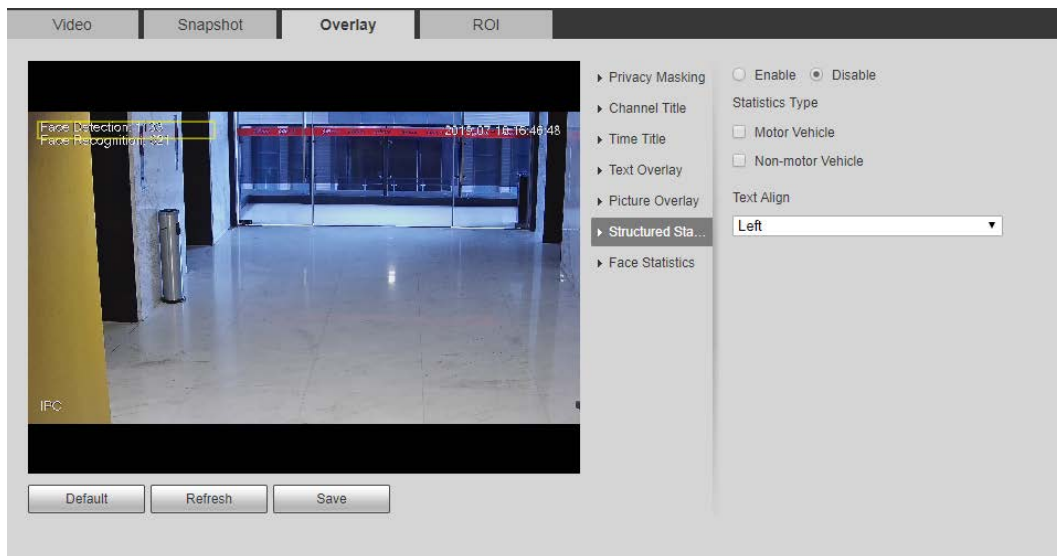 Video
Snapshot
Overlay
ROI
Face Detection:
Face Recognition:
IPC
Privacy Masking
Channel Title
Time Title
Text Overlay
Picture Overlay
Structured Sta...
Face Statistics
Enable
Disable
Statistics Type
Motor Vehicle
Non-motor Vehicle
Text Align
Left
Default
Refresh
Save